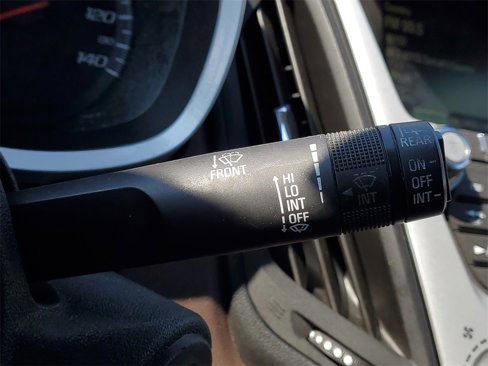 120
140
FRONT
HI
LO
INT
OFF
INT
REAR
ON
OFF
INT